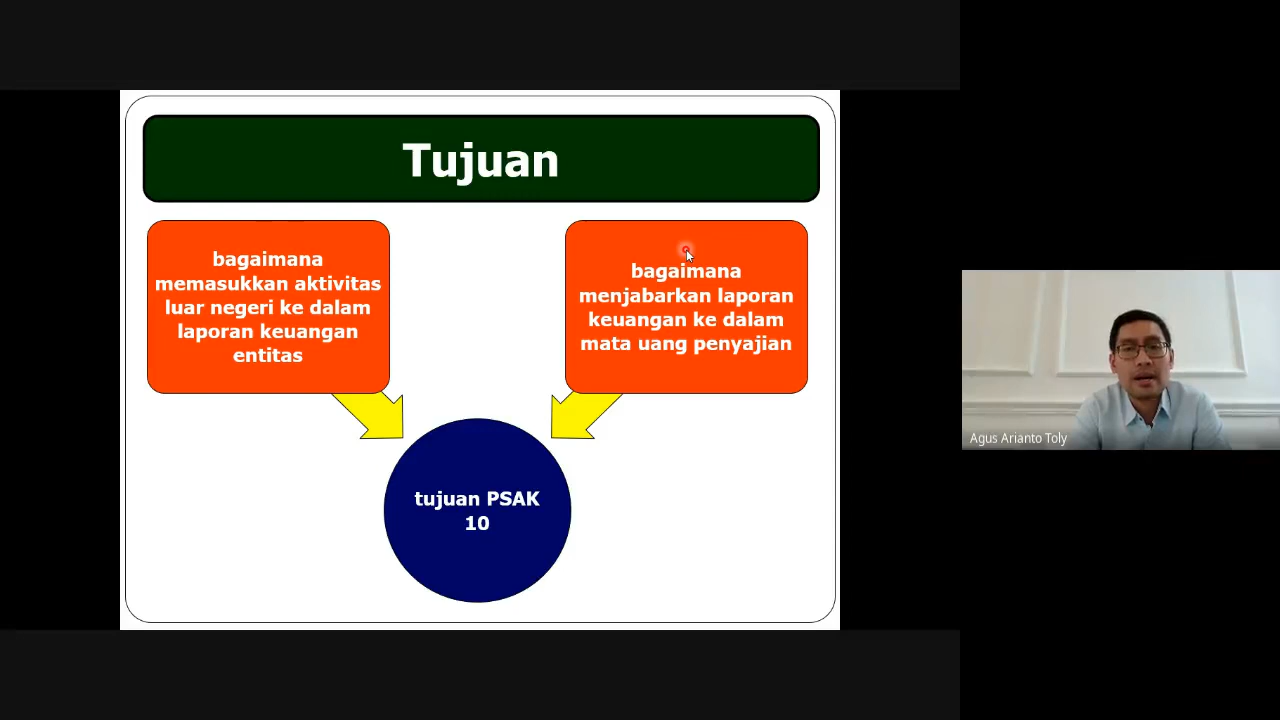 Tujuan
bagaimana
memasukkan aktivitas
luar negeri ke dalam
laporan keuangan
entitas
bagaimana
menjabarkan laporan
keuangan ke dalam
mata uang penyajian
tujuan PSAK
10
Agus Arianto Toly